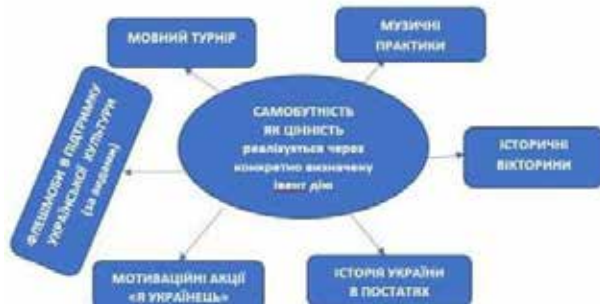 МОВНИЙ ТУРНІР
МУЗИЧНІ
ПРАКТИКИ
САМОБУТНІСТЬ
ЯК ЦІННІСТЬ
реалізується через
конкретно визначену
івент дію
ФЛЕШМОБИ В ПІДТРИМКУ
УКРАЇНСЬКОЇ КУЛЬТУРИ
(за видами)
ІСТОРИЧНІ
ВІКТОРИНИ
МОТИВАЦІЙНІ АКЦІЇ
«Я УКРАЇНЕЦЬ»
ІСТОРІЯ УКРАЇНИ
В ПОСТАТЯХ